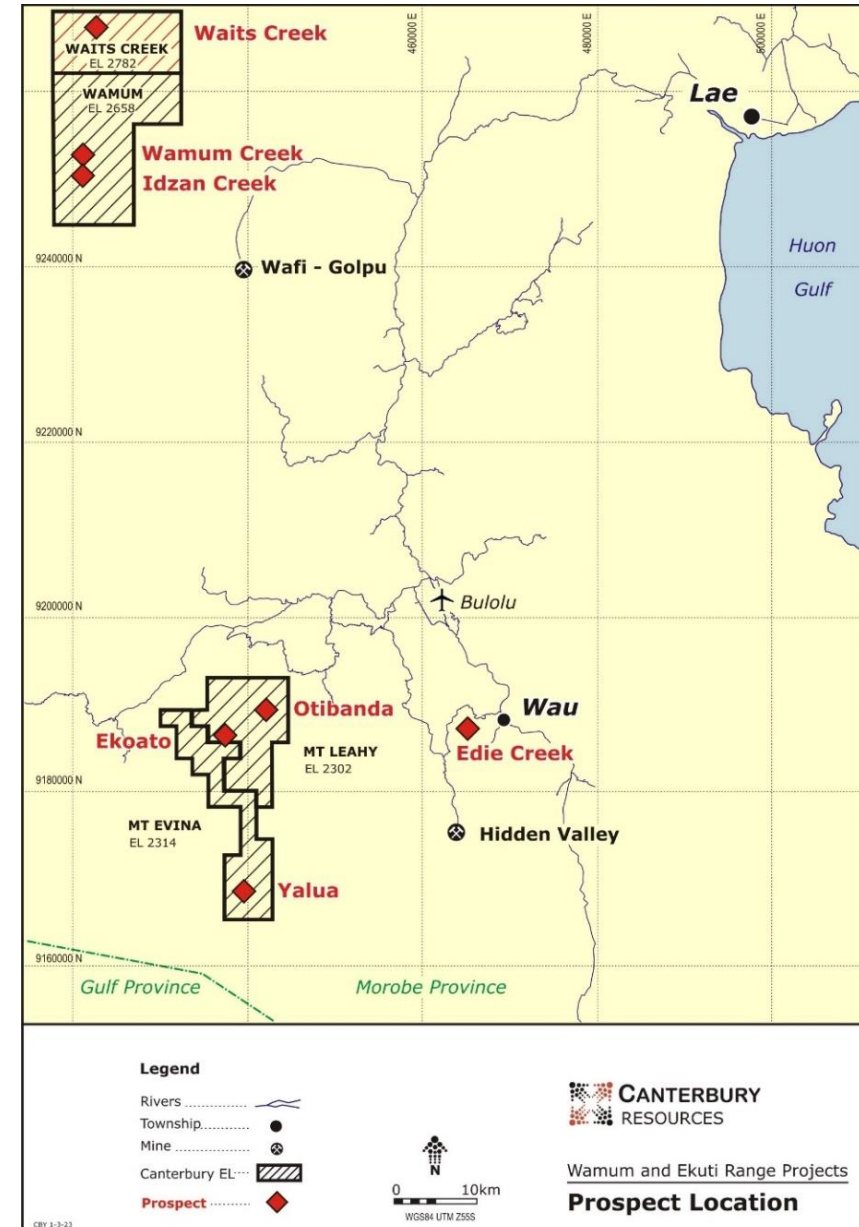 460000 E
480000 E
500000 E
Waits Creek
WAITS CREEK
EL 2782
WAMUM
EL 2658
Lae
Wamum Creek
Idzan Creek
9240000 N
Wafi - Golpu
Huon
Gulf
9220000 N
9200000 N
Bulolu
Otibanda
Wau
Ekoato
MT LEAHY
EL 2302
Edie Creek
9180000 N
MT EVINA
EL 2314
Hidden Valley
Yalua
9160000 N
Gulf Province
Morobe Province
Legend
Rivers
Township
Mine
Canterbury EL
Prospect
N
0 10km
WGS84 UTM Z55S
CANTERBURY
RESOURCES
Wamum and Ekuti Range Projects
Prospect Location
CBY 1-3-23